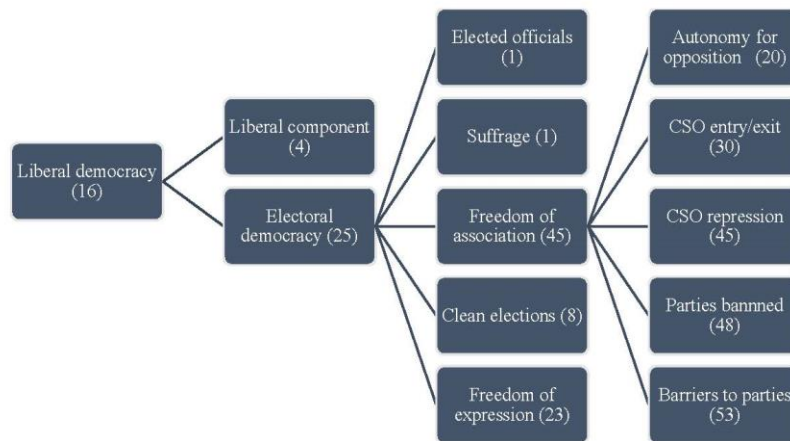 Liberal democracy
(16)
Liberal component
(4)
Electoral
democracy (25)
Elected officials
(1)
Suffrage (1)
Freedom of
association (45)
Clean elections (8)
Freedom of
expression (23)
Autonomy for
opposition (20)
CSO entry/exit
(30)
CSO repression
(45)
Parties bannned
(48)
Barriers to parties
(53)